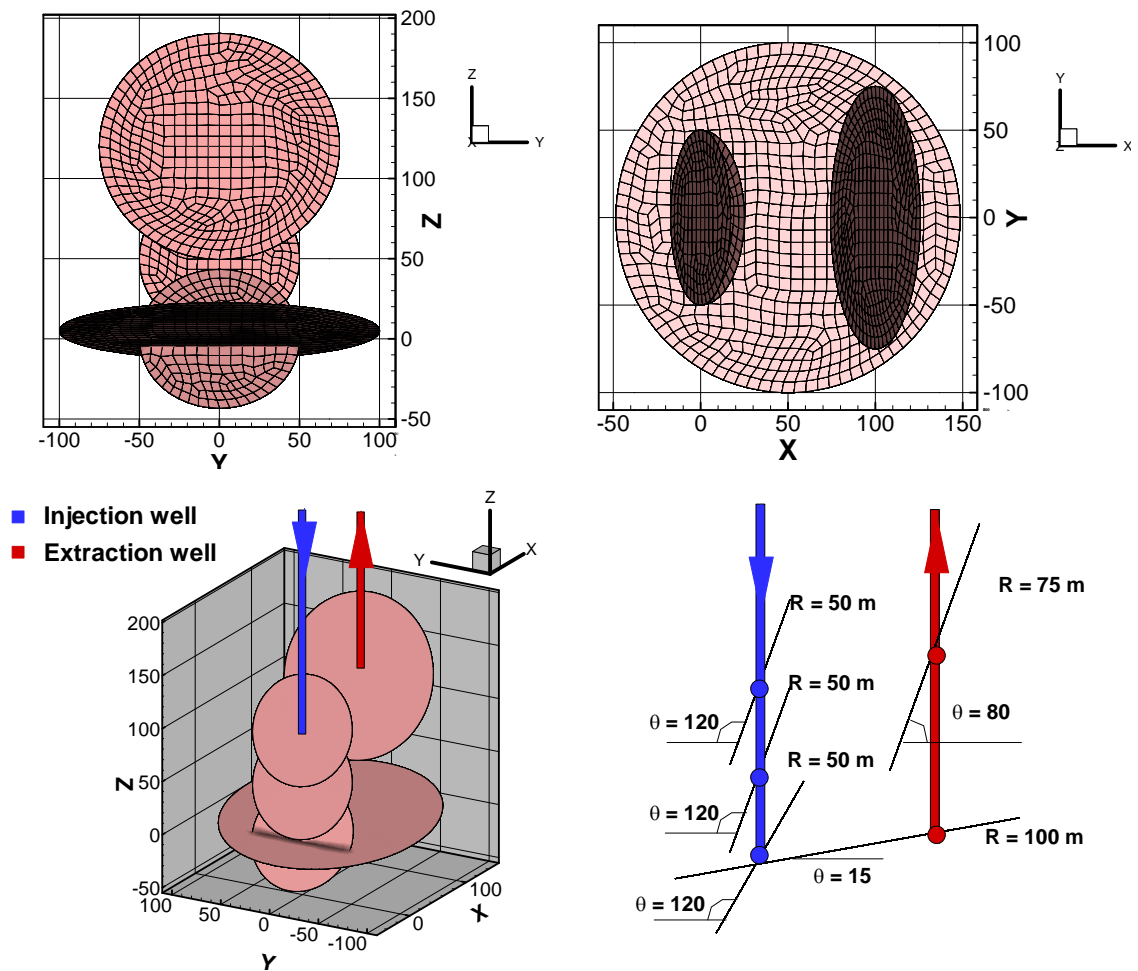 200
150
100
50
0
-50
-100
-50
0
50
100
Y
Z
Z
X
Y
100
50
0
-50
-100
-50
0
50
100
150
X
Y
Y
Z
X
Injection well
Extraction well
Z
Y
X
200
150
100
50
0
-50
Z
100
50
0
-50
-100
Y
0
100
X
R = 75 m
R = 50 m
R = 50 m
θ = 120
θ = 80
R = 50 m
θ = 120
R = 100 m
θ = 15
θ = 120